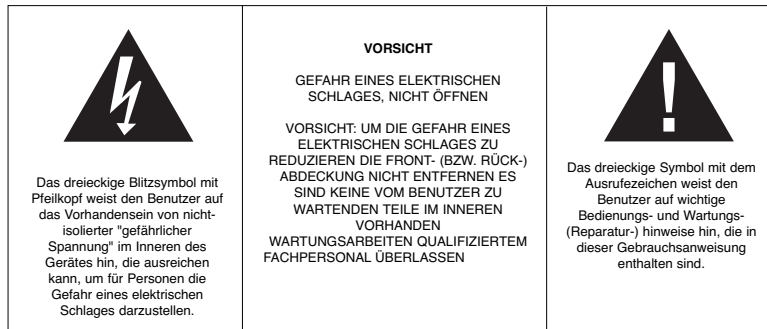 Das dreieckige Blitzsymbol mit
Pfeilkopf weist den Benutzer auf
das Vorhandensein von nicht-
isolierter "gefährlicher
Spannung" im Inneren des
Gerätes hin, die ausreichen
kann, um für Personen die
Gefahr eines elektrischen
Schlages darzustellen.
VORSICHT
GEFAHR EINES ELEKTRISCHEN
SCHLAGES, NICHT ÖFFNEN
VORSICHT: UM DIE GEFAHR EINES
ELEKTRISCHEN SCHLAGES ZU
REDUZIEREN DIE FRONT- (BZW. RÜCK-)
ABDECKUNG NICHT ENTFERNEN ES
SIND KEINE VOM BENUTZER ZU
WARTENDEN TEILE IM INNEREN
VORHANDEN
WARTUNGSARBEITEN QUALIFIZIERTEM
FACHPERSONAL ÜBERLASSEN
!
Das dreieckige Symbol mit dem
Ausrufezeichen weist den
Benutzer auf wichtige
Bedienungs- und Wartungs-
(Reparatur-) hinweise hin, die in
dieser Gebrauchsanweisung
enthalten sind.